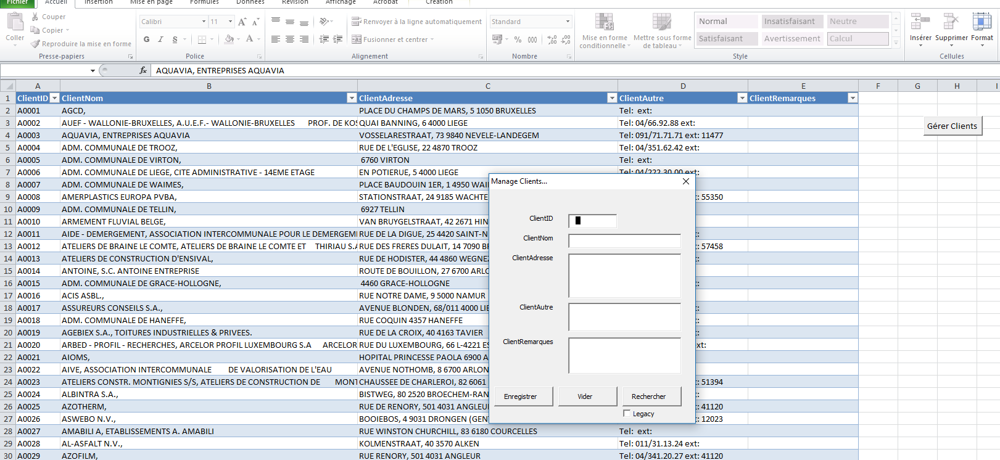 Fichier Accueil Insertion Mise en page Formules Données Révision Affichage Acrobat Création
Coller
Couper
Copier
Reproduire la mise en forme
Presse-papiers
Calibri 11
G I S
Police
Renvoyer à la ligne automatiquement
Fusionner et centrer
Alignement
Standard
% 000
Nombre
Mise en forme conditionnelle
Mettre sous forme de tableau
Normal Insatisfaisant Neutre
Satisfaisant Avertissement Calcul
Style
Insérer Supprimer Format
Cellules
fx AQUAVIA, ENTREPRISES AQUAVIA
A B C D E F G H I
1 ClientID ClientNom ClientAdresse ClientAutre ClientRemarques
2 A0001 AGCD, PLACE DU CHAMPS DE MARS, 5 1050 BRUXELLES Tel: ext:
3 A0002 AUEF - WALLONIE-BRUXELLES, A.U.E.F.- WALLONIE-BRUXELLES PROF. DE KOS QUAI BANNING, 6 4000 LIEGE Tel: 04/66.92.88 ext:
4 A0003 AQUAVIA, ENTREPRISES AQUAVIA VOSSELARESTRAAT, 73 9840 NEVELE-LANDEGEM Tel: 091/71.71.71 ext: 11477
5 A0004 ADM. COMMUNALE DE TROOZ, RUE DE L'EGLISE, 22 4870 TROOZ Tel: 04/351.62.42 ext:
6 A0005 ADM. COMMUNALE DE VIRTON, 6760 VIRTON Tel: ext:
7 A0006 ADM. COMMUNALE DE LIEGE, CITE ADMINISTRATIVE - 14EME ETAGE EN POTIERUE, 5 4000 LIEGE Tel: 04/222.30.00 ext:
8 A0007 ADM. COMMUNALE DE WAIMES, PLACE BAUDOUIN 1ER, 1 4950 WAI
9 A0008 AMERPLASTICS EUROPA PVBA, STATIONSTRAAT, 24 9185 WACHTE t: 55350
10 A0009 ADM. COMMUNALE DE TELLIN, 6927 TELLIN
11 A0010 ARMEMENT FLUVIAL BELGE, VAN BRUYGELSTRAAT, 42 2671 HIN
12 A0011 AIDE - DEMERGEMENT, ASSOCIATION INTERCOMMUNALE POUR LE DEMERGEM RUE DE LA DIGUE, 25 4420 SAINT-N t:
13 A0012 ATELIERS DE BRAINE LE COMTE, ATELIERS DE BRAINE LE COMTE ET THIRIAU S.A RUE DES FRERES DULAIT, 14 7090 BR t: 57458
14 A0013 ATELIERS DE CONSTRUCTION D'ENSIVAL, RUE DE HODISTER, 44 4860 WEGNEZ t:
15 A0014 ANTOINE, S.C. ANTOINE ENTREPRISE ROUTE DE BOUILLON, 27 6700 ARLO
16 A0015 ADM. COMMUNALE DE GRACE-HOLLOGNE, 4460 GRACE-HOLLOGNE t:
17 A0016 ACIS ASBL., RUE NOTRE DAME, 9 5000 NAMUR
18 A0017 ASSUREURS CONSEILS S.A., AVENUE BLONDEN, 68/011 4000 LIE t:
19 A0018 ADM. COMMUNALE DE HANEFFE, RUE COQUIN 4357 HANEFFE t:
20 A0019 AGEBIEX S.A., TOITURES INDUSTRIELLES & PRIVEES. RUE DE LA CROIX, 40 4163 TAVIER t:
21 A0020 ARBED - PROFIL - RECHERCHES, ARCELOR PROFIL LUXEMBOURG S.A ARCELOR RUE DU LUXEMBOURG, 66 L-4221 ES xt:
22 A0021 AIOMS, HOPITAL PRINCESSE PAOLA 6900 A
23 A0022 AIVE, ASSOCIATION INTERCOMMUNALE DE VALORISATION DE L'EAU AVENUE NOTHOMB, 8 6700 ARLON
24 A0023 ATELIERS CONSTR. MONTIGNIES S/S, ATELIERS DE CONSTRUCTION DE MONT CHAUSSEE DE CHARLEROI, 82 6061 t: 51394
25 A0024 ALBINTRA S.A., BISTWEG, 80 2520 BROECHEM-RAN t:
26 A0025 AZOTHERM, RUE DE RENORY, 501 4031 ANGLEU t: 41120
27 A0026 ASWEBO N.V., BOOIEBOS, 4 9031 DRONGEN (GEN t: 12023
28 A0027 AMABILI A, ETABLISSEMENTS A. AMABILI RUE WINSTON CHURCHILL, 83 6180 COURCELLES Tel: ext:
29 A0028 AL-ASFALT N.V., KOLMENSTRAAT, 40 3570 ALKEN Tel: 011/31.13.24 ext:
30 A0029 AZOFILM, RUE RENORY, 501 4031 ANGLEUR Tel: 04/341.20.27 ext: 41120
Gérer Clients
Manage Clients...
ClientID
ClientNom
ClientAdresse
ClientAutre
ClientRemarques
Enregistrer Vider Rechercher
Legacy